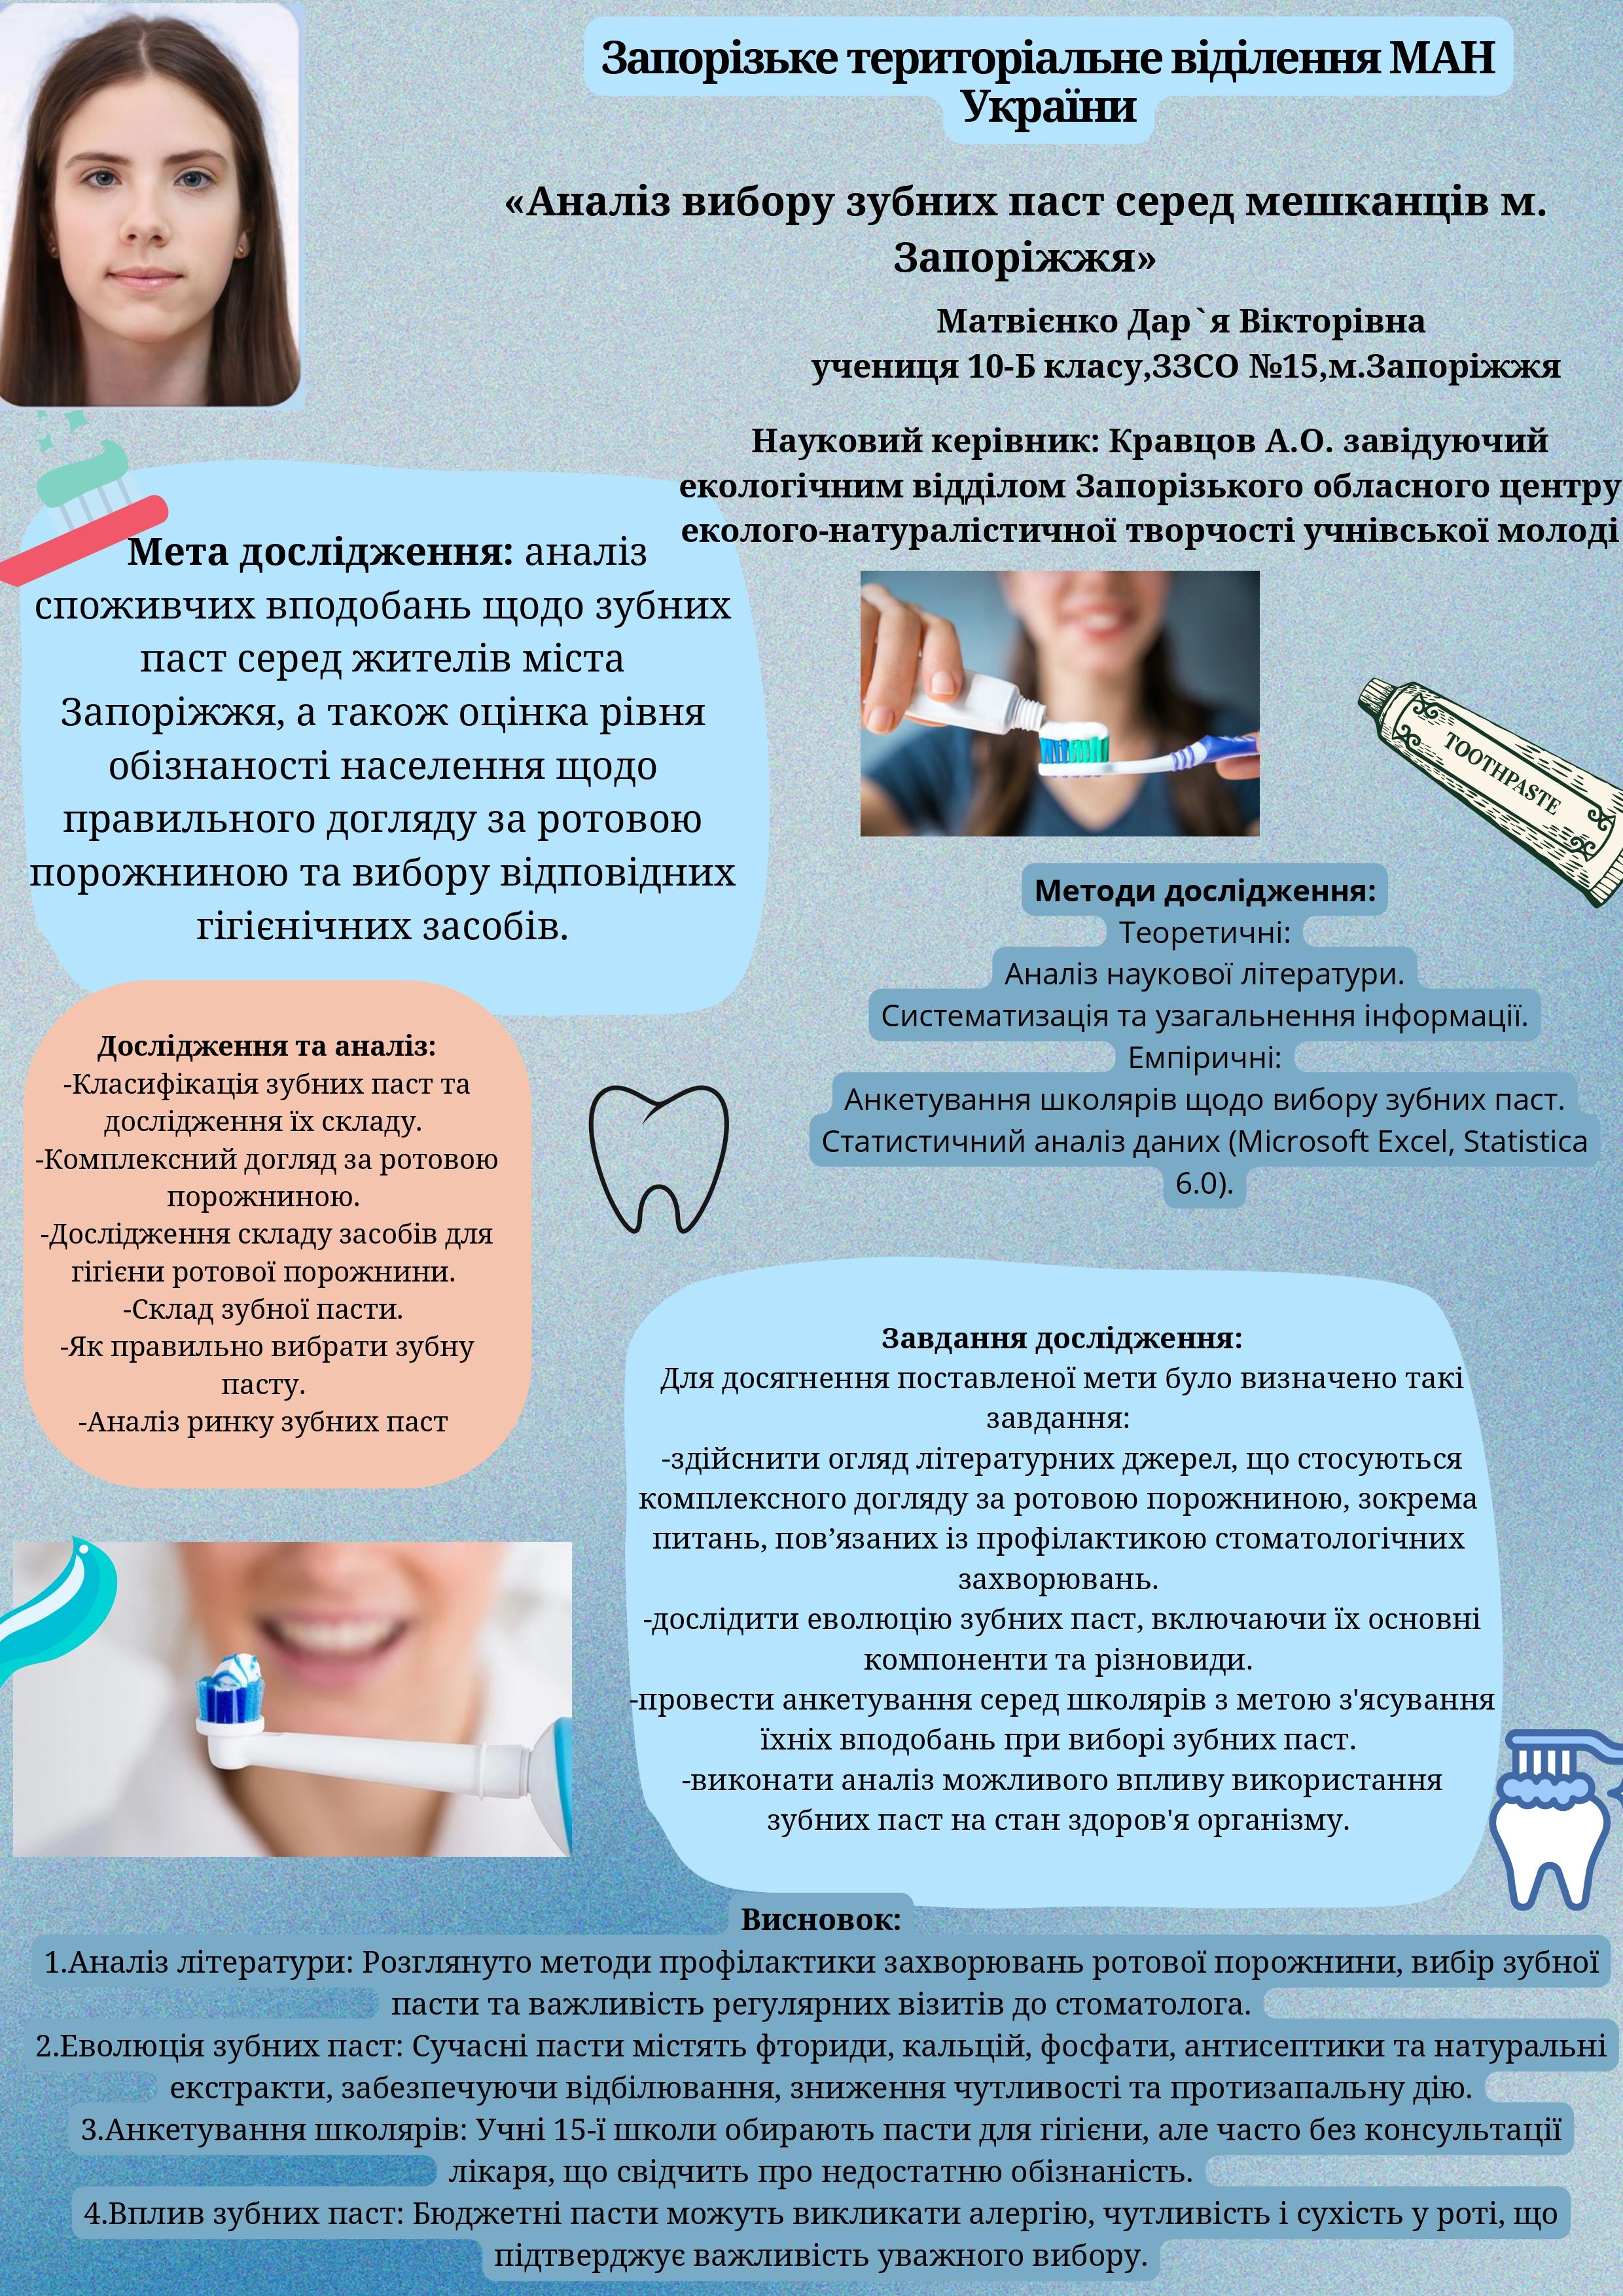 Запорізьке територіальне віділення МАН
України
«Аналіз вибору зубних паст серед мешканців м.
Запоріжжя»
Матвієнко Дар`я Вікторівна
учениця 10-Б класу,ЗЗСО №15,м.Запоріжжя
Науковий керівник: Кравцов А.О. завідуючий
екологічним відділом Запорізького обласного центру
еколого-натуралістичної творчості учнівської молоді
Мета дослідження: аналіз
споживчих вподобань щодо зубних
паст серед жителів міста
Запоріжжя, а також оцінка рівня
обізнаності населення щодо
правильного догляду за ротовою
порожниною та вибору відповідних
гігієнічних засобів.
TOOTHPASTE
Методи дослідження:
Теоретичні:
Аналіз наукової літератури.
Систематизація та узагальнення інформації.
Емпіричні:
Анкетування школярів щодо вибору зубних паст.
Статистичний аналіз даних (Microsoft Excel, Statistica
6.0).
Дослідження та аналіз:
-Класифікація зубних паст та
дослідження їх складу.
-Комплексний догляд за ротовою
порожниною.
-Дослідження складу засобів для
гігієни ротової порожнини.
-Склад зубної пасти.
-Як правильно вибрати зубну
пасту.
-Аналіз ринку зубних паст
Завдання дослідження:
Для досягнення поставленої мети було визначено такі
завдання:
-здійснити огляд літературних джерел, що стосуються
комплексного догляду за ротовою порожниною, зокрема
питань, пов’язаних із профілактикою стоматологічних
захворювань.
-дослідити еволюцію зубних паст, включаючи їх основні
компоненти та різновиди.
-провести анкетування серед школярів з метою з'ясування
їхніх вподобань при виборі зубних паст.
-виконати аналіз можливого впливу використання
зубних паст на стан здоров'я організму.
Висновок:
1.Аналіз літератури: Розглянуто методи профілактики захворювань ротової порожнини, вибір зубної
пасти та важливість регулярних візитів до стоматолога.
2.Еволюція зубних паст: Сучасні пасти містять фториди, кальцій, фосфати, антисептики та натуральні
екстракти, забезпечуючи відбілювання, зниження чутливості та протизапальну дію.
3.Анкетування школярів: Учні 15-ї школи обирають пасти для гігієни, але часто без консультації
лікаря, що свідчить про недостатню обізнаність.
4.Вплив зубних паст: Бюджетні пасти можуть викликати алергію, чутливість і сухість у роті, що
підтверджує важливість уважного вибору.